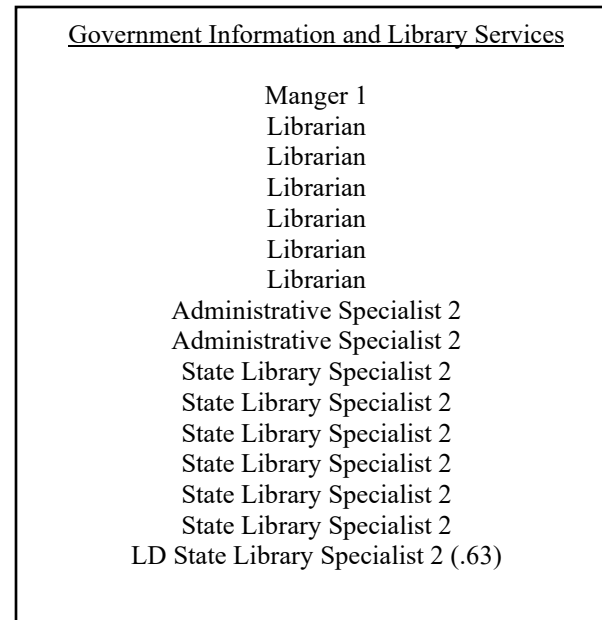 Government Information and Library Services
Manger 1
Librarian
Librarian
Librarian
Librarian
Librarian
Librarian
Administrative Specialist 2
Administrative Specialist 2
State Library Specialist 2
State Library Specialist 2
State Library Specialist 2
State Library Specialist 2
State Library Specialist 2
State Library Specialist 2
LD State Library Specialist 2 (.63)